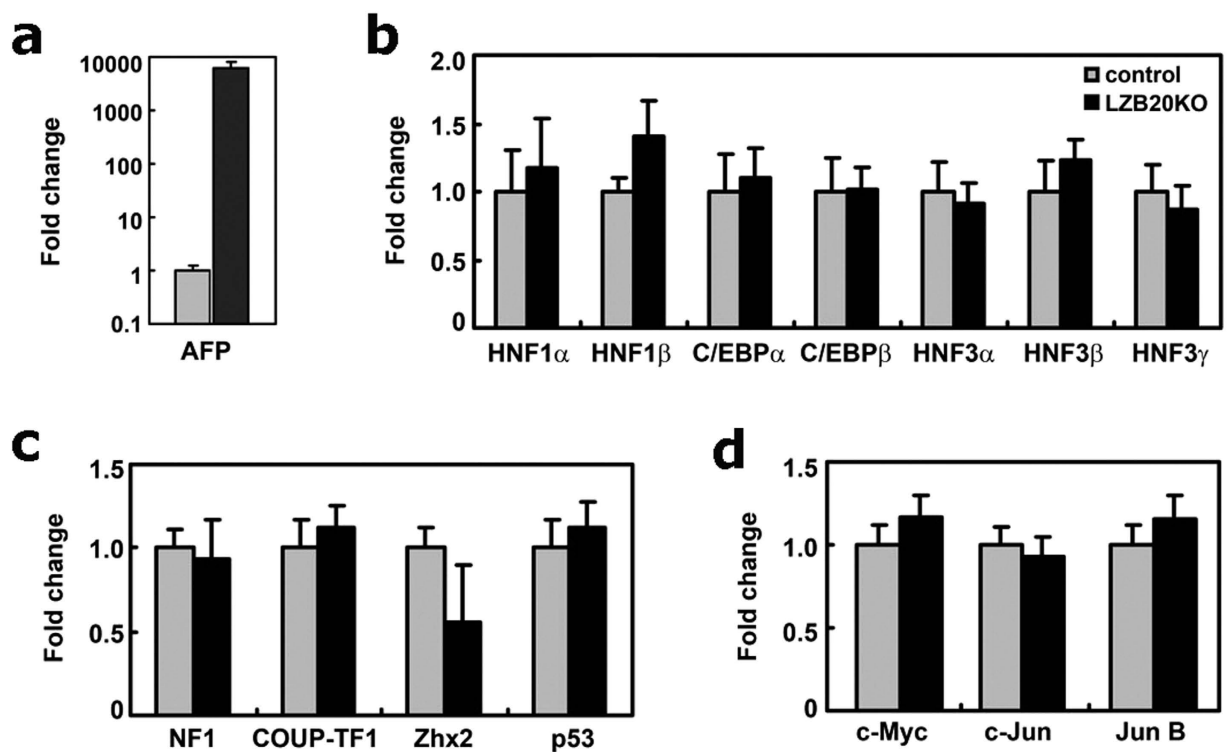 a
Fold change
10000
1000
100
10
1
0.1
AFP
b
Fold change
2.0
1.5
1.0
0.5
0
control
LZB20KO
HNF1α HNF1β C/EBPα C/EBPβ HNF3α HNF3β HNF3γ
c
Fold change
1.5
1.0
0.5
0
NF1 COUP-TF1 Zhx2 p53
d
Fold change
1.5
1.0
0.5
0
c-Myc c-Jun Jun B